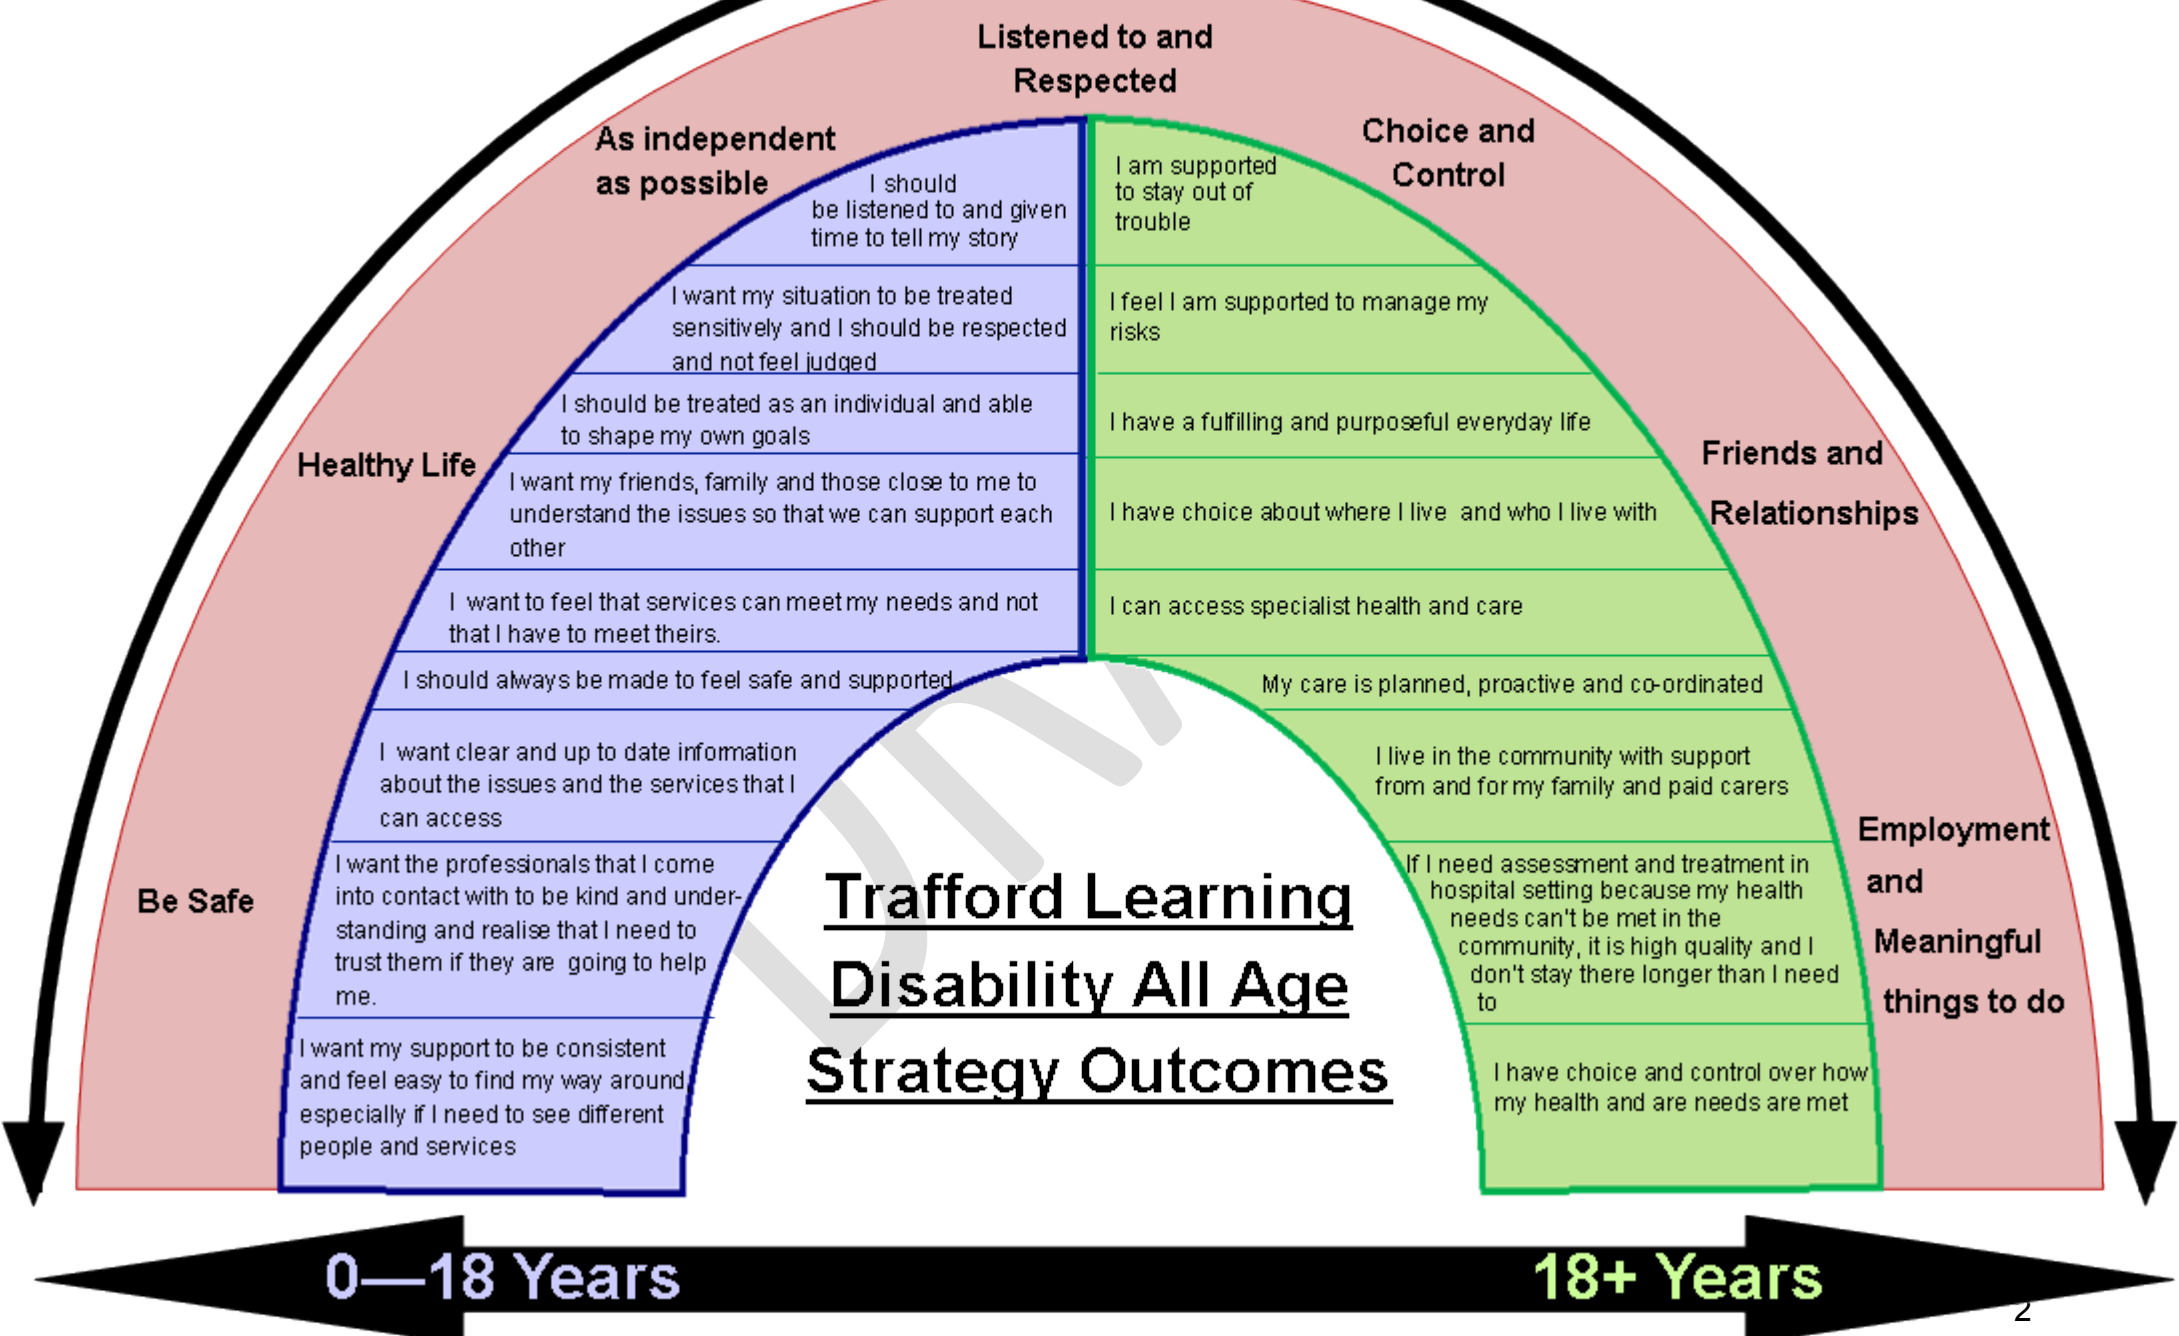 Listened to and
Respected
As independent
as possible
Choice and
Control
Healthy Life
Friends and
Relationships
Be Safe
Employment
and
Meaningful
things to do
I should
be listened to and given
time to tell my story
I want my situation to be treated
sensitively and I should be respected
and not feel judged
I should be treated as an individual and able
to shape my own goals
I want my friends, family and those close to me to
understand the issues so that we can support each
other
I want to feel that services can meet my needs and not
that I have to meet theirs.
I should always be made to feel safe and supported
I want clear and up to date information
about the issues and the services that I
can access
I want the professionals that I come
into contact with to be kind and under-
standing and realise that I need to
trust them if they are going to help
me.
I want my support to be consistent
and feel easy to find my way around
especially if I need to see different
people and services
I am supported
to stay out of
trouble
I feel I am supported to manage my
risks
I have a fulfilling and purposeful everyday life
I have choice about where I live and who I live with
I can access specialist health and care
My care is planned, proactive and co-ordinated
I live in the community with support
from and for my family and paid carers
If I need assessment and treatment in
hospital setting because my health
needs can't be met in the
community, it is high quality and I
don't stay there longer than I need
to
I have choice and control over how
my health and are needs are met
Trafford Learning
Disability All Age
Strategy Outcomes
0—18 Years
18+ Years
2